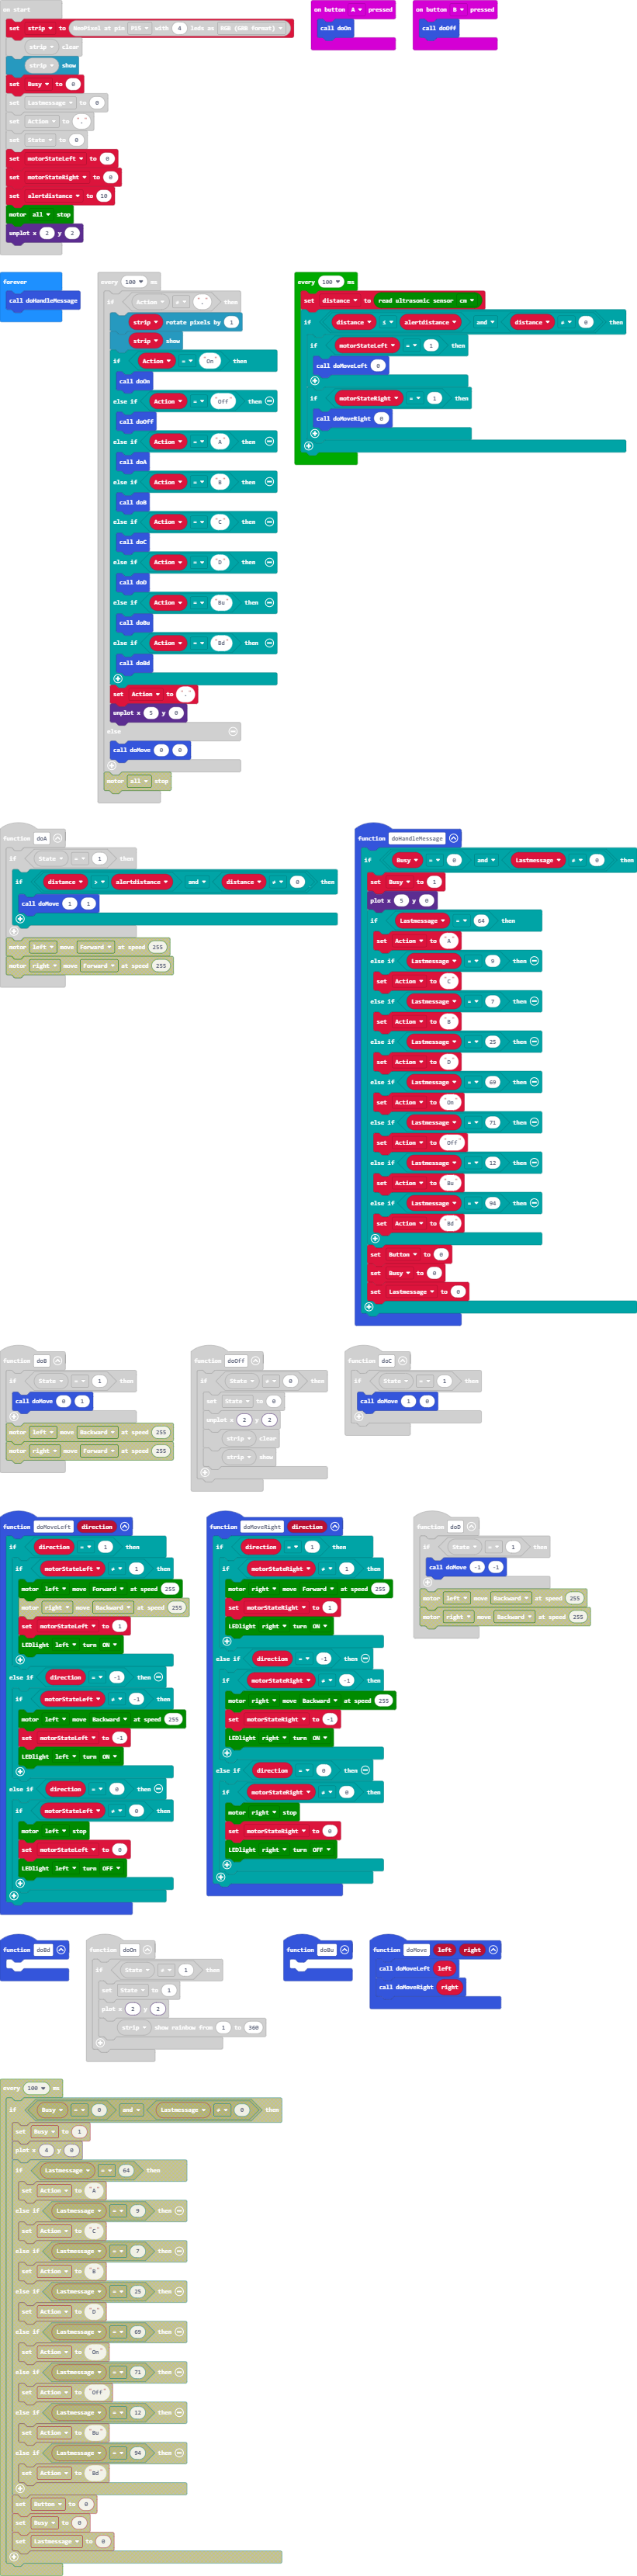 on start
set strip to NeoPixel at pin P15 with 4 leds as RGB (GRB format)
strip clear
strip show
set Busy to 0
set Lastmessage to 0
set Action to "-"
set State to 0
set motorStateLeft to 0
set motorStateRight to 0
set alertdistance to 10
motor all stop
unplot x 2 y 2
on button A pressed
call doOn
on button B pressed
call doOff
forever
call doHandleMessage
every 100 ms
if Action ≠ "-" then
strip rotate pixels by 1
strip show
if Action = "On" then
call doOn
else if Action = "Off" then
call doOff
else if Action = "A" then
call doA
else if Action = "B" then
call doB
else if Action = "C" then
call doC
else if Action = "D" then
call doD
else if Action = "Bu" then
call doBu
else if Action = "Bd" then
call doBd
set Action to "-"
unplot x 5 y 0
else
call doMove 0 0
motor all stop
every 100 ms
set distance to read ultrasonic sensor cm
if distance ≤ alertdistance and distance ≠ 0 then
if motorStateLeft = 1 then
call doMoveLeft 0
if motorStateRight = 1 then
call doMoveRight 0
function doA
if State = 1 then
if distance > alertdistance and distance ≠ 0 then
call doMove 1 1
motor left move Forward at speed 255
motor right move Forward at speed 255
function doHandleMessage
if Busy = 0 and Lastmessage ≠ 0 then
set Busy to 1
plot x 5 y 0
if Lastmessage = 64 then
set Action to "A"
else if Lastmessage = 9 then
set Action to "C"
else if Lastmessage = 7 then
set Action to "B"
else if Lastmessage = 25 then
set Action to "D"
else if Lastmessage = 69 then
set Action to "On"
else if Lastmessage = 71 then
set Action to "Off"
else if Lastmessage = 12 then
set Action to "Bu"
else if Lastmessage = 94 then
set Action to "Bd"
set Button to 0
set Busy to 0
set Lastmessage to 0
function doB
if State = 1 then
call doMove 0 1
motor left move Backward at speed 255
motor right move Forward at speed 255
function doOff
if State ≠ 0 then
set State to 0
unplot x 2 y 2
strip clear
strip show
function doC
if State = 1 then
call doMove 1 0
function doMoveLeft direction
if direction = 1 then
if motorStateLeft ≠ 1 then
motor left move Forward at speed 255
motor right move Backward at speed 255
set motorStateLeft to 1
LEDlight left turn ON
else if direction = -1 then
if motorStateLeft ≠ -1 then
motor left move Backward at speed 255
set motorStateLeft to -1
LEDlight left turn ON
else if direction = 0 then
if motorStateLeft ≠ 0 then
motor left stop
set motorStateLeft to 0
LEDlight left turn OFF
function doMoveRight direction
if direction = 1 then
if motorStateRight ≠ 1 then
motor right move Forward at speed 255
set motorStateRight to 1
LEDlight right turn ON
else if direction = -1 then
if motorStateRight ≠ -1 then
motor right move Backward at speed 255
set motorStateRight to -1
LEDlight right turn ON
else if direction = 0 then
if motorStateRight ≠ 0 then
motor right stop
set motorStateRight to 0
LEDlight right turn OFF
function doD
if State = 1 then
call doMove -1 -1
motor left move Backward at speed 255
motor right move Backward at speed 255
function doBd
function doOn
if State ≠ 1 then
set State to 1
plot x 2 y 2
strip show rainbow from 1 to 360
function doBu
function doMove left right
call doMoveLeft left
call doMoveRight right
every 100 ms
if Busy = 0 and Lastmessage ≠ 0 then
set Busy to 1
plot x 4 y 0
if Lastmessage = 64 then
set Action to "A"
else if Lastmessage = 9 then
set Action to "C"
else if Lastmessage = 7 then
set Action to "B"
else if Lastmessage = 25 then
set Action to "D"
else if Lastmessage = 69 then
set Action to "On"
else if Lastmessage = 71 then
set Action to "Off"
else if Lastmessage = 12 then
set Action to "Bu"
else if Lastmessage = 94 then
set Action to "Bd"
set Button to 0
set Busy to 0
set Lastmessage to 0